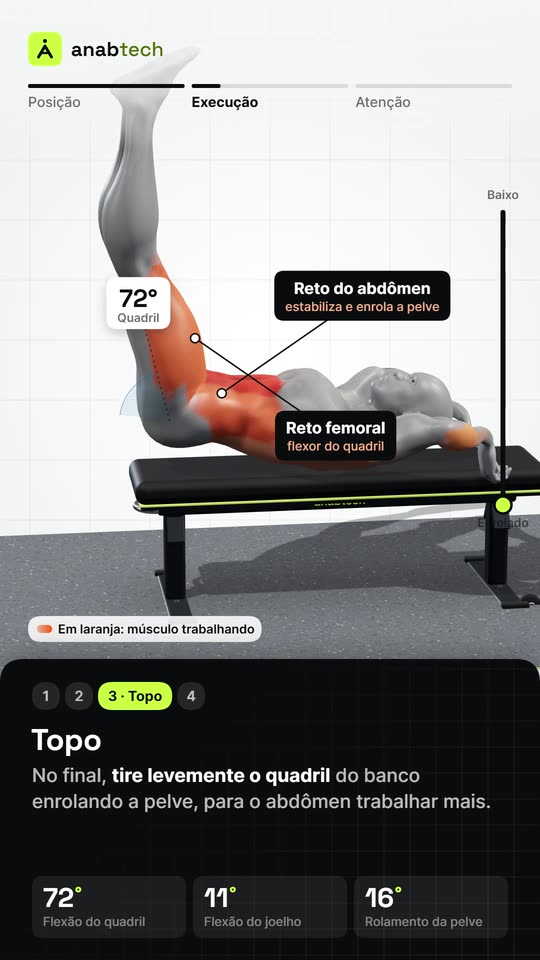 anabtech
Posição
Execução
Atenção
Baixo
Reto do abdômen
estabiliza e enrola a pelve
72°
Quadril
Reto femoral
flexor do quadril
anabtech
Enrolado
Em laranja: músculo trabalhando
1
2
3 · Topo
4
Topo
No final, tire levemente o quadril do banco
enrolando a pelve, para o abdômen trabalhar mais.
72°
Flexão do quadril
11°
Flexão do joelho
16°
Rolamento da pelve